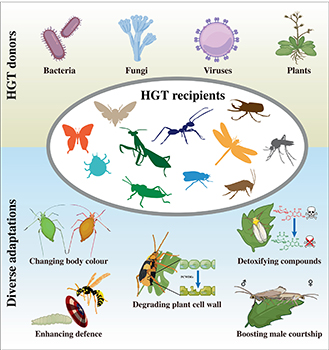 HGT donors
Bacteria
Fungi
Viruses
Plants
HGT recipients
Diverse adaptations
Changing body colour
Degrading plant cell wall
Detoxifying compounds
Enhancing defence
♂
♀
Boosting male courtship